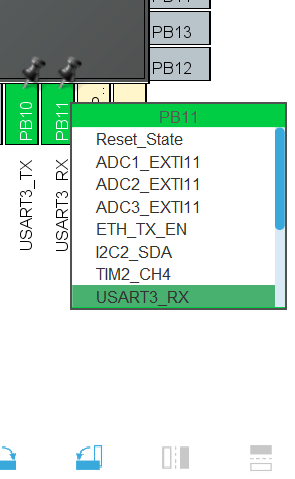 PB13
PB12
PB10
PB11
USART3_TX
USART3_RX
PB11
Reset_State
ADC1_EXTI11
ADC2_EXTI11
ADC3_EXTI11
ETH_TX_EN
I2C2_SDA
TIM2_CH4
USART3_RX